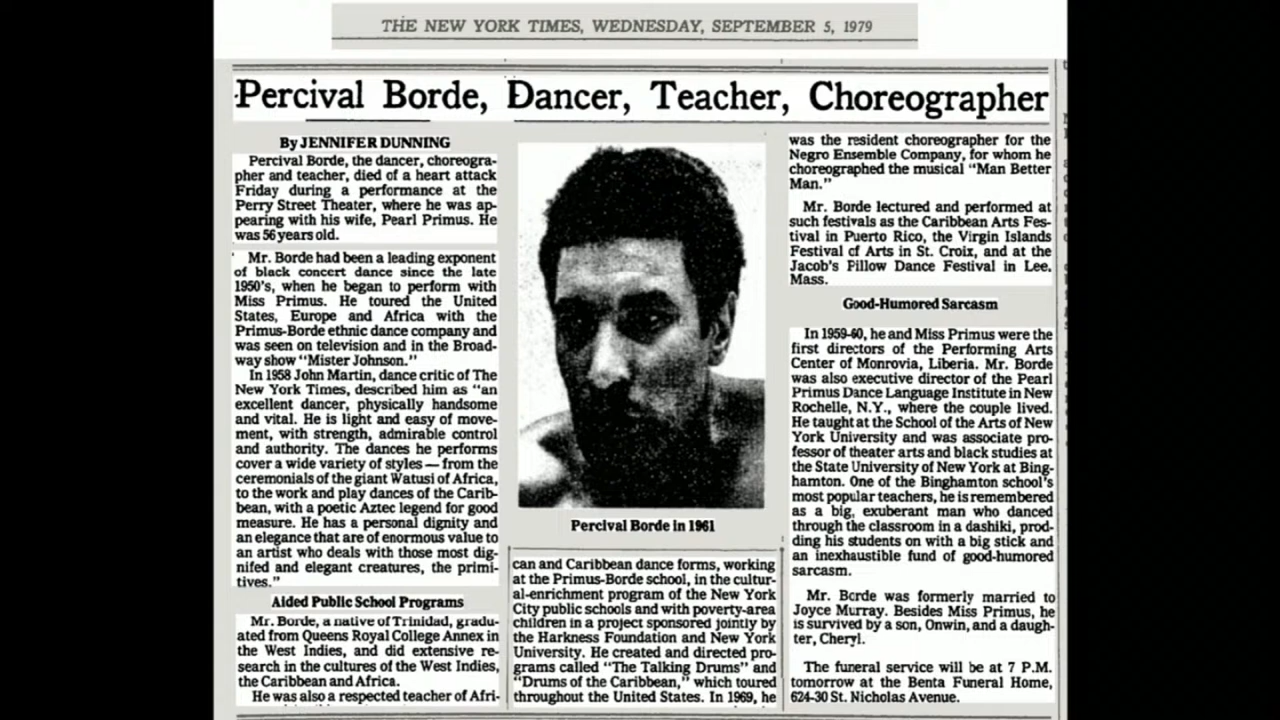 THE NEW YORK TIMES, WEDNESDAY, SEPTEMBER 5, 1979
Percival Borde, Dancer, Teacher, Choreographer
By JENNIFER DUNNING
Percival Borde, the dancer, choreogra-
pher and teacher, died of a heart attack
Friday during a performance at the
Perry Street Theater, where he was ap-
pearing with his wife, Pearl Primus. He
was 56 years old.
Mr. Borde had been a leading exponent
of black concert dance since the late
1950's, when he began to perform with
Miss Primus. He toured the United
States, Europe and Africa with the
Primus-Borde ethnic dance company and
was seen on television and in the Broad-
way show "Mister Johnson."
In 1958 John Martin, dance critic of The
New York Times, described him as "an
excellent dancer, physically handsome
and vital. He is light and easy of move-
ment, with strength, admirable control
and authority. The dances he performs
cover a wide variety of styles — from the
ceremonials of the giant Watusi of Africa,
to the work and play dances of the Carib-
bean, with a poetic Aztec legend for good
measure. He has a personal dignity and
an elegance that are of enormous value to
an artist who deals with those most dig-
nifed and elegant creatures, the primi-
tives."
Aided Public School Programs
Mr. Borde, a native of Trinidad, gradu-
ated from Queens Royal College Annex in
the West Indies, and did extensive re-
search in the cultures of the West Indies,
the Caribbean and Africa.
He was also a respected teacher of Afri-
Percival Borde in 1961
can and Caribbean dance forms, working
at the Primus-Borde school, in the cultur-
al-enrichment program of the New York
City public schools and with poverty-area
children in a project sponsored jointly by
the Harkness Foundation and New York
University. He created and directed pro-
grams called "The Talking Drums" and
"Drums of the Caribbean," which toured
throughout the United States. In 1969, he
was the resident choreographer for the
Negro Ensemble Company, for whom he
choreographed the musical "Man Better
Man."
Mr. Borde lectured and performed at
such festivals as the Caribbean Arts Fes-
tival in Puerto Rico, the Virgin Islands
Festival of Arts in St. Croix, and at the
Jacob's Pillow Dance Festival in Lee,
Mass.
Good-Humored Sarcasm
In 1959-60, he and Miss Primus were the
first directors of the Performing Arts
Center of Monrovia, Liberia. Mr. Borde
was also executive director of the Pearl
Primus Dance Language Institute in New
Rochelle, N.Y., where the couple lived.
He taught at the School of the Arts of New
York University and was associate pro-
fessor of theater arts and black studies at
the State University of New York at Bing-
hamton. One of the Binghamton school's
most popular teachers, he is remembered
as a big, exuberant man who danced
through the classroom in a dashiki, prod-
ding his students on with a big stick and
an inexhaustible fund of good-humored
sarcasm.
Mr. Borde was formerly married to
Joyce Murray. Besides Miss Primus, he
is survived by a son, Onwin, and a daugh-
ter, Cheryl.
The funeral service will be at 7 P.M.
tomorrow at the Benta Funeral Home,
624-30 St. Nicholas Avenue.